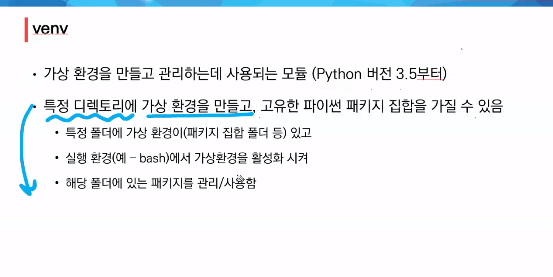 venv
• 가상 환경을 만들고 관리하는데 사용되는 모듈 (Python 버전 3.5부터)
• 특정 디렉토리에 가상 환경을 만들고, 고유한 파이썬 패키지 집합을 가질 수 있음
• 특정 폴더에 가상 환경이(패키지 집합 폴더 등) 있고
• 실행 환경(예 – bash)에서 가상환경을 활성화 시켜
• 해당 폴더에 있는 패키지를 관리/사용함